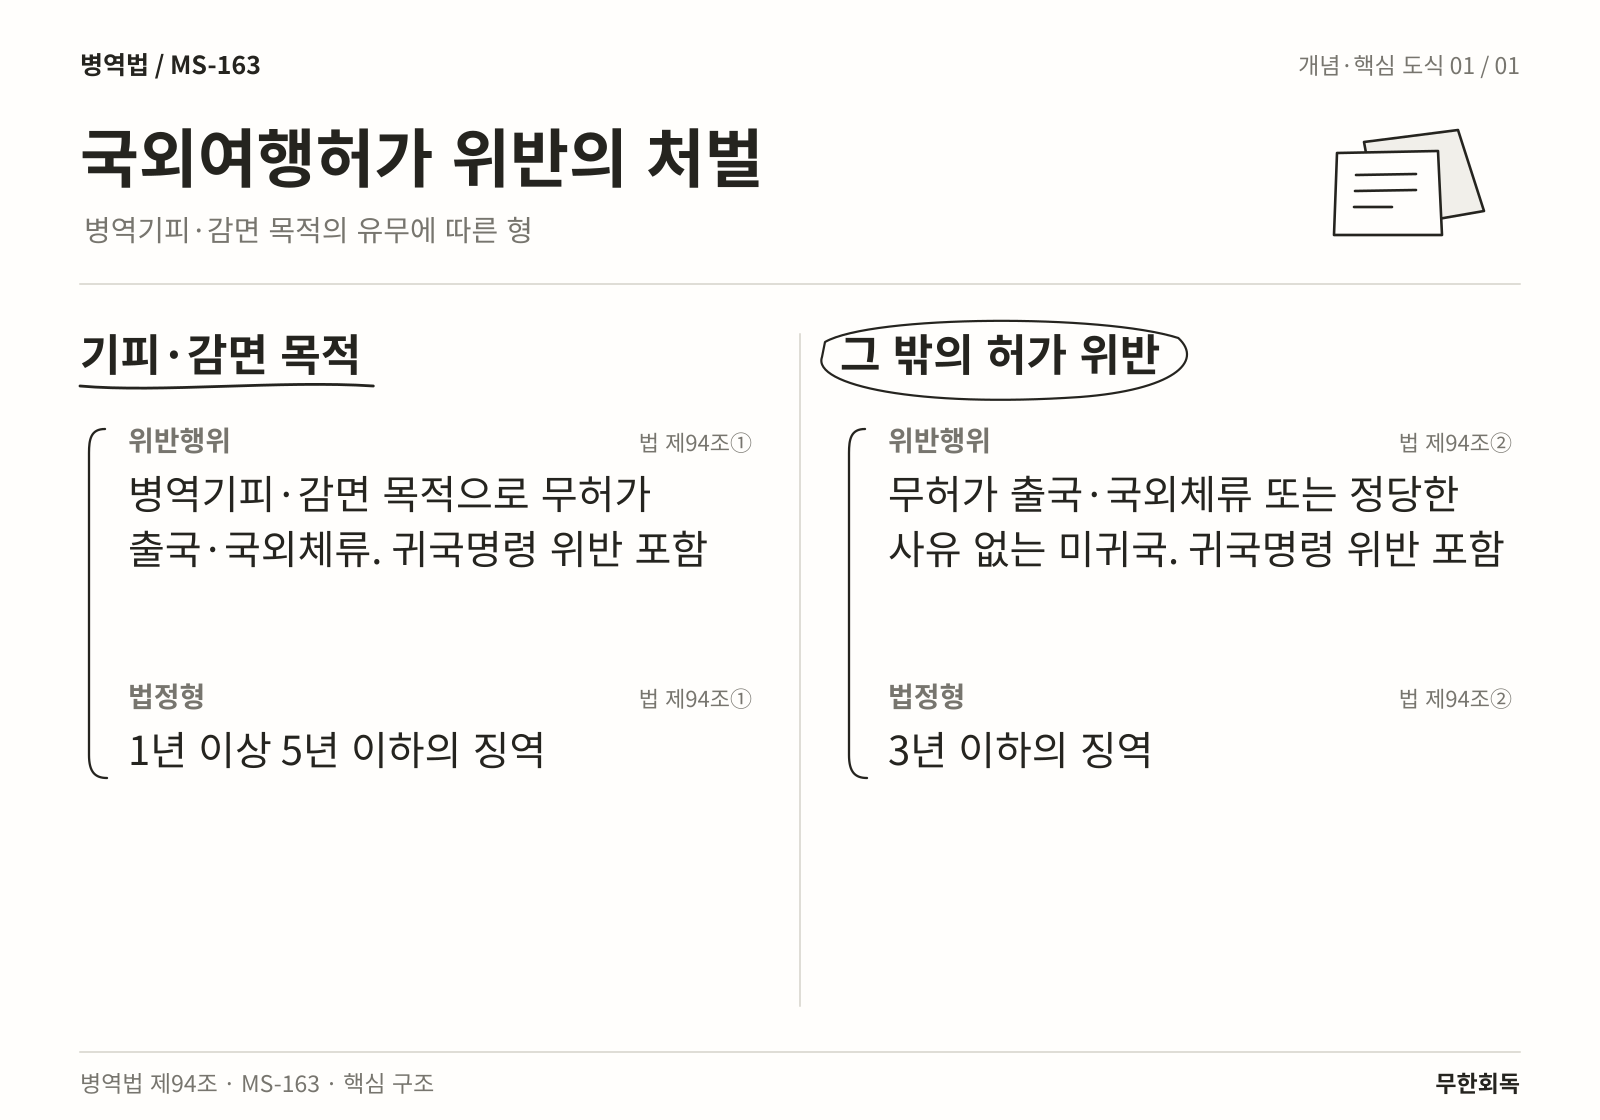 병역법 / MS-163
개념·핵심 도식 01 / 01
국외여행허가 위반의 처벌
병역기피·감면 목적의 유무에 따른 형
기피·감면 목적
위반행위
법 제94조①
병역기피·감면 목적으로 무허가
출국·국외체류. 귀국명령 위반 포함
법정형
법 제94조①
1년 이상 5년 이하의 징역
그 밖의 허가 위반
위반행위
법 제94조②
무허가 출국·국외체류 또는 정당한
사유 없는 미귀국. 귀국명령 위반 포함
법정형
법 제94조②
3년 이하의 징역
병역법 제94조 · MS-163 · 핵심 구조
무한회독